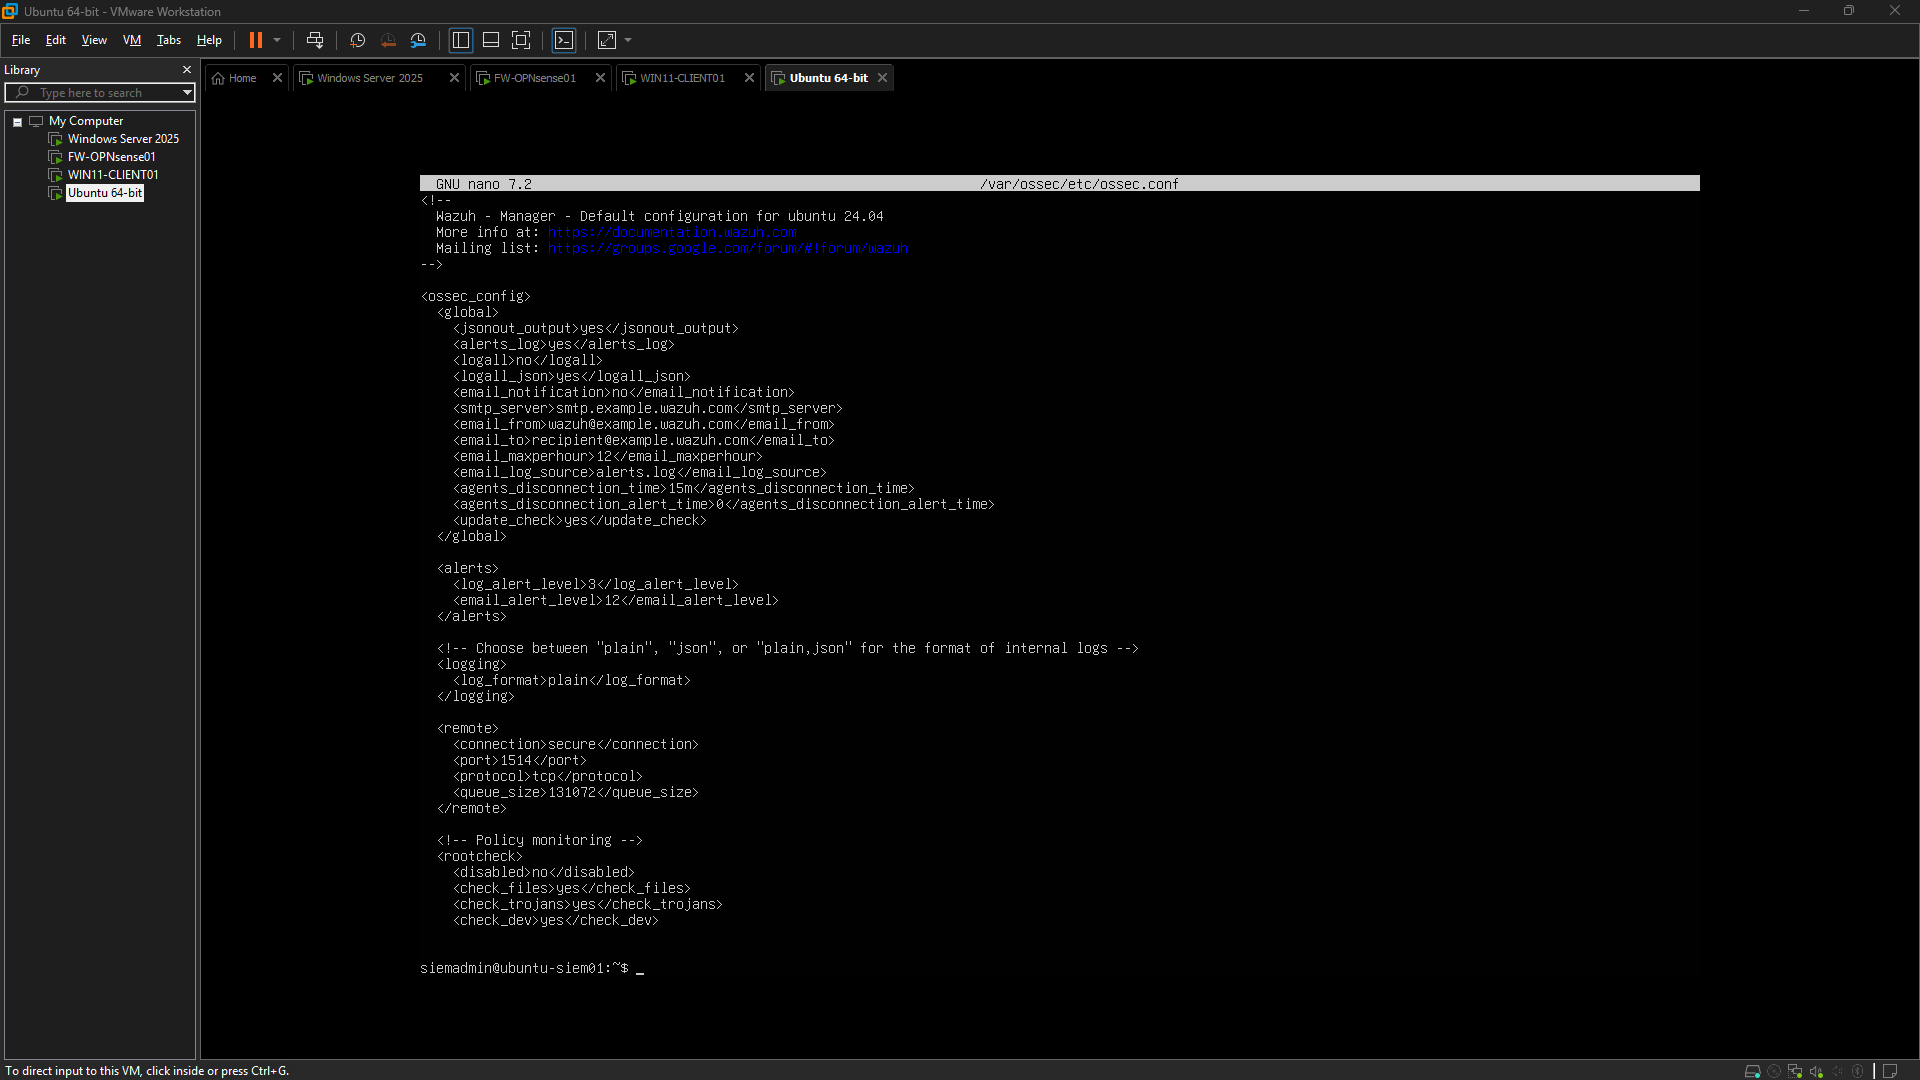 Ubuntu 64-bit - VMware Workstation
File Edit View VM Tabs Help
Library
Type here to search
My Computer
Windows Server 2025
FW-OPNsense01
WIN11-CLIENT01
Ubuntu 64-bit
Home Windows Server 2025 FW-OPNsense01 WIN11-CLIENT01 Ubuntu 64-bit
GNU nano 7.2 /var/ossec/etc/ossec.conf
<!--
  Wazuh - Manager - Default configuration for ubuntu 24.04
  More info at: https://documentation.wazuh.com
  Mailing list: https://groups.google.com/forum/#!forum/wazuh
-->
<ossec_config>
  <global>
    <jsonout_output>yes</jsonout_output>
    <alerts_log>yes</alerts_log>
    <logall>no</logall>
    <logall_json>yes</logall_json>
    <email_notification>no</email_notification>
    <smtp_server>smtp.example.wazuh.com</smtp_server>
    <email_from>wazuh@example.wazuh.com</email_from>
    <email_to>recipient@example.wazuh.com</email_to>
    <email_maxperhour>12</email_maxperhour>
    <email_log_source>alerts.log</email_log_source>
    <agents_disconnection_time>15m</agents_disconnection_time>
    <agents_disconnection_alert_time>0</agents_disconnection_alert_time>
    <update_check>yes</update_check>
  </global>
  <alerts>
    <log_alert_level>3</log_alert_level>
    <email_alert_level>12</email_alert_level>
  </alerts>
  <!-- Choose between "plain", "json", or "plain,json" for the format of internal logs -->
  <logging>
    <log_format>plain</log_format>
  </logging>
  <remote>
    <connection>secure</connection>
    <port>1514</port>
    <protocol>tcp</protocol>
    <queue_size>131072</queue_size>
  </remote>
  <!-- Policy monitoring -->
  <rootcheck>
    <disabled>no</disabled>
    <check_files>yes</check_files>
    <check_trojans>yes</check_trojans>
    <check_dev>yes</check_dev>
siemadmin@ubuntu-siem01:~$ _
To direct input to this VM, click inside or press Ctrl+G.